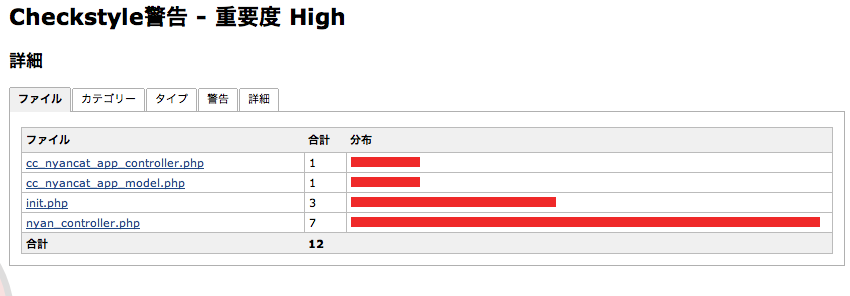 Checkstyle警告 - 重要度 High
詳細
ファイル カテゴリー タイプ 警告 詳細
ファイル 合計 分布
cc_nyancat_app_controller.php 1
cc_nyancat_app_model.php 1
init.php 3
nyan_controller.php 7
合計 12